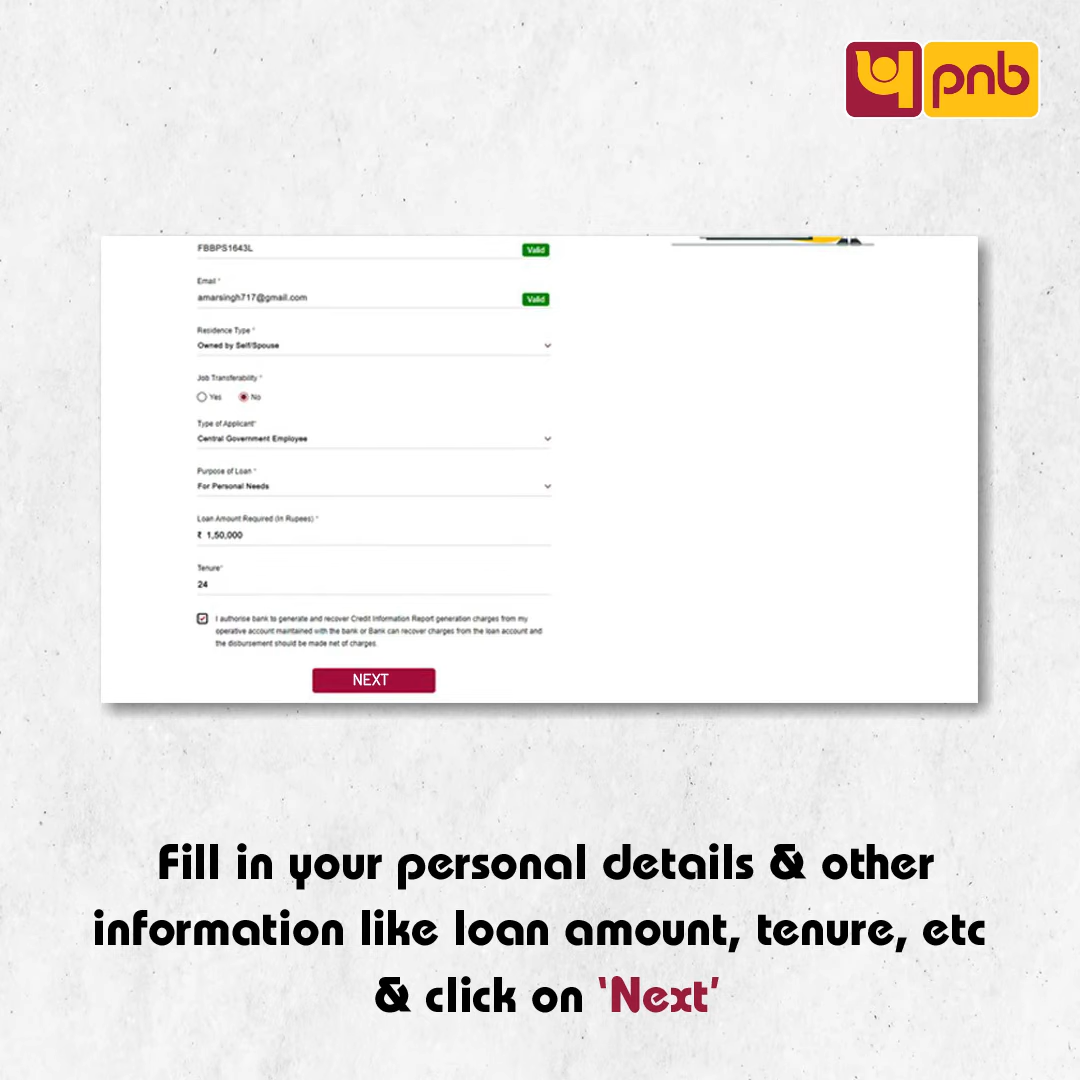 pnb
FBBPS1643L
Valid
Email *
amarsingh717@gmail.com
Valid
Residence Type *
Owned by Self/Spouse
Job Transferability *
Yes No
Type of Applicant*
Central Government Employee
Purpose of Loan *
For Personal Needs
Loan Amount Required (In Rupees) *
₹ 1,50,000
Tenure*
24
I authorise bank to generate and recover Credit Information Report generation charges from my
operative account maintained with the bank or Bank can recover charges from the loan account and
the disbursement should be made net of charges.
NEXT
Fill in your personal details & other
information like loan amount, tenure, etc
& click on ‘Next’